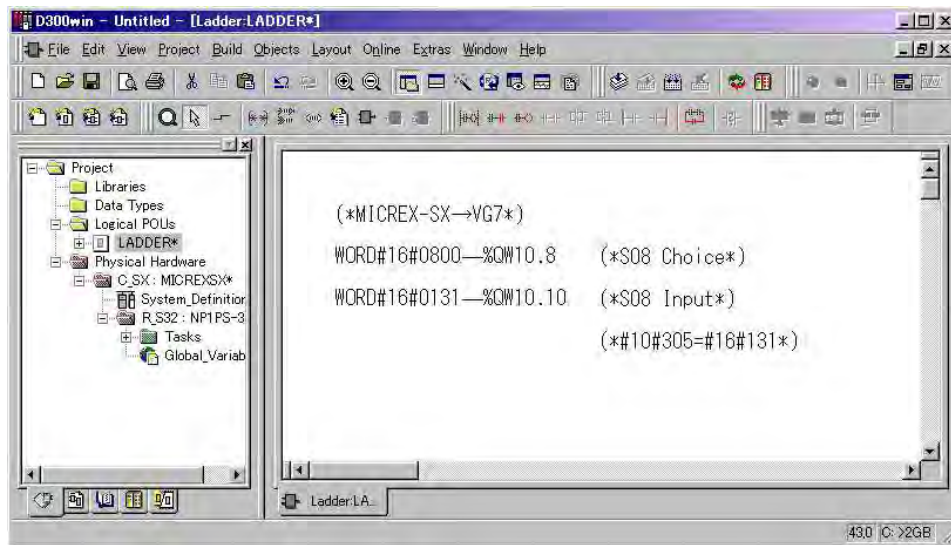 D300win - Untitled - [Ladder:LADDER*]
File Edit View Project Build Objects Layout Online Extras Window Help
Project
Libraries
Data Types
Logical POUs
LADDER*
Physical Hardware
C_SX : MICREXSX*
System_Definition
R_S32 : NP1PS-3
Tasks
Global_Variab
(*MICREX-SX→VG7*)
WORD#16#0800—%QW10.8 (*S08 Choice*)
WORD#16#0131—%QW10.10 (*S08 Input*)
(*#10#305=#16#131*)
Ladder:LA..
43,0 C: >2GB